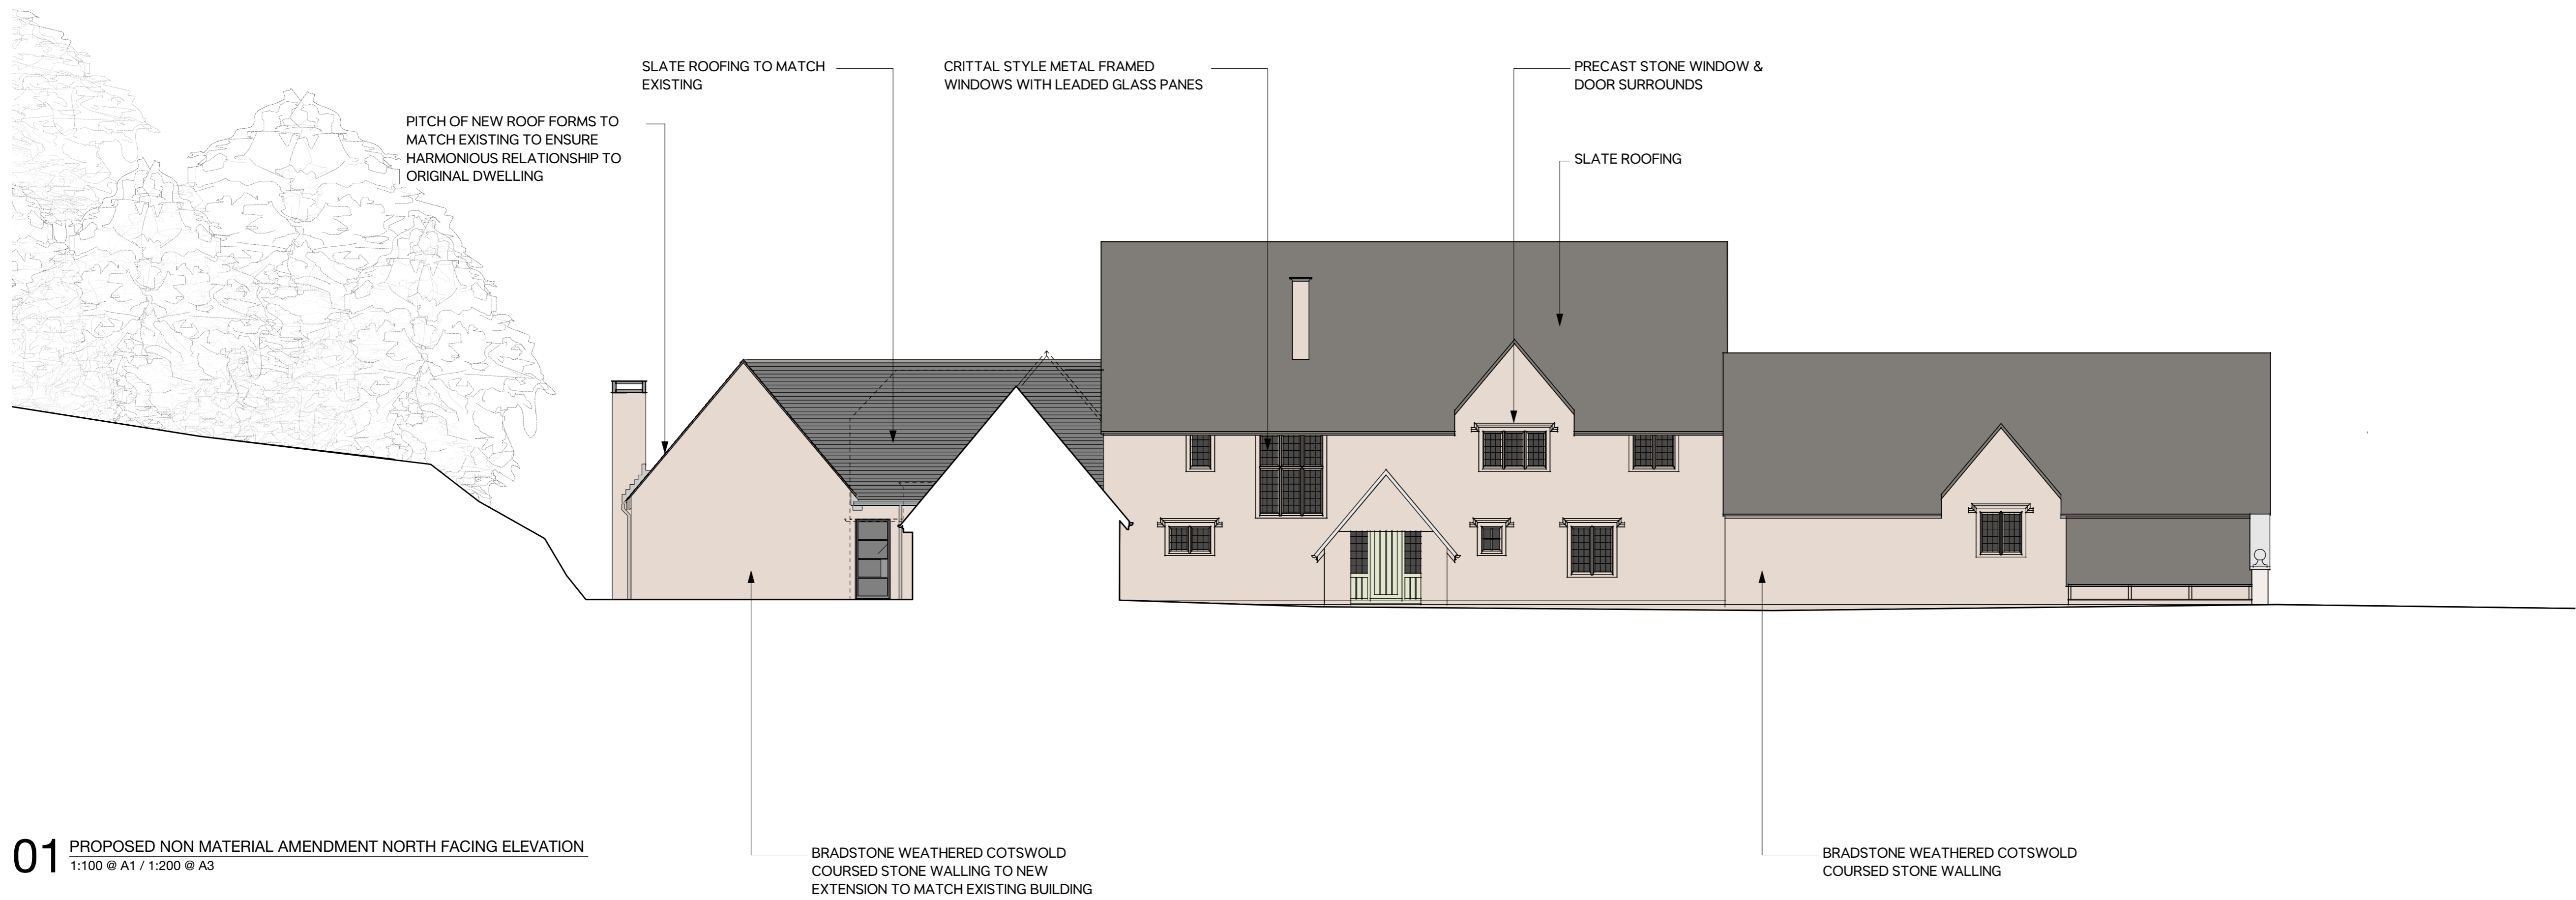 SLATE ROOFING TO MATCH
EXISTING
CRITTAL STYLE METAL FRAMED
WINDOWS WITH LEADED GLASS PANES
PRECAST STONE WINDOW &
DOOR SURROUNDS
PITCH OF NEW ROOF FORMS TO
MATCH EXISTING TO ENSURE
HARMONIOUS RELATIONSHIP TO
ORIGINAL DWELLING
SLATE ROOFING
01 PROPOSED NON MATERIAL AMENDMENT NORTH FACING ELEVATION
1:100 @ A1 / 1:200 @ A3
BRADSTONE WEATHERED COTSWOLD
COURSED STONE WALLING TO NEW
EXTENSION TO MATCH EXISTING BUILDING
BRADSTONE WEATHERED COTSWOLD
COURSED STONE WALLING